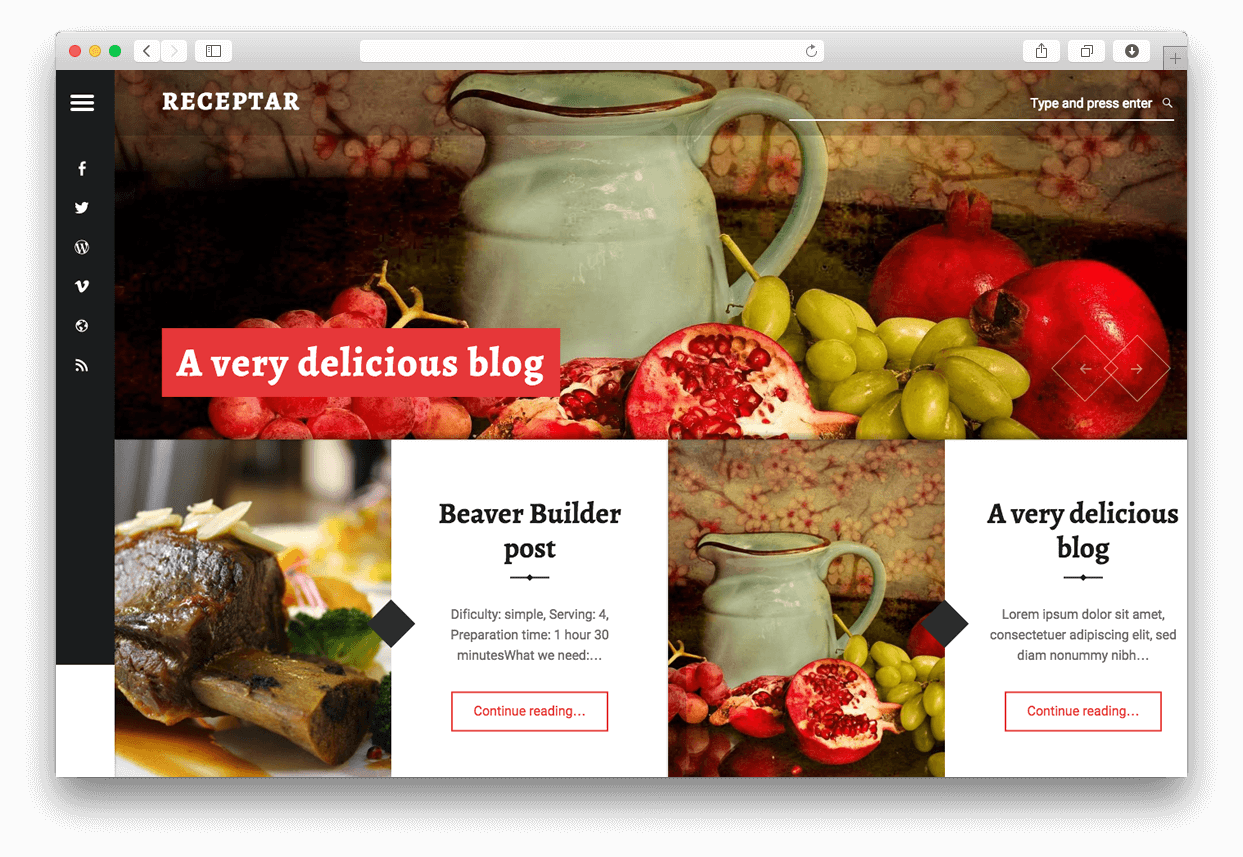 RECEPTAR
Type and press enter
A very delicious blog
Beaver Builder
post
Dificulty: simple, Serving: 4,
Preparation time: 1 hour 30
minutesWhat we need:…
Continue reading…
A very delicious
blog
Lorem ipsum dolor sit amet,
consectetuer adipiscing elit, sed
diam nonummy nibh…
Continue reading…